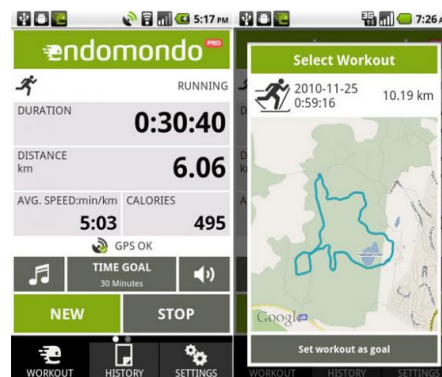 5:17 PM
endomondo PRO
RUNNING
DURATION
0:30:40
DISTANCE
km
6.06
AVG. SPEED:min/km
5:03
CALORIES
495
GPS OK
TIME GOAL
30 Minutes
NEW
STOP
WORKOUT
HISTORY
SETTINGS
3G
7:26
Select Workout
2010-11-25
0:59:16
10.19 km
Google
Set workout as goal
WORKOUT
HISTORY
SETTINGS